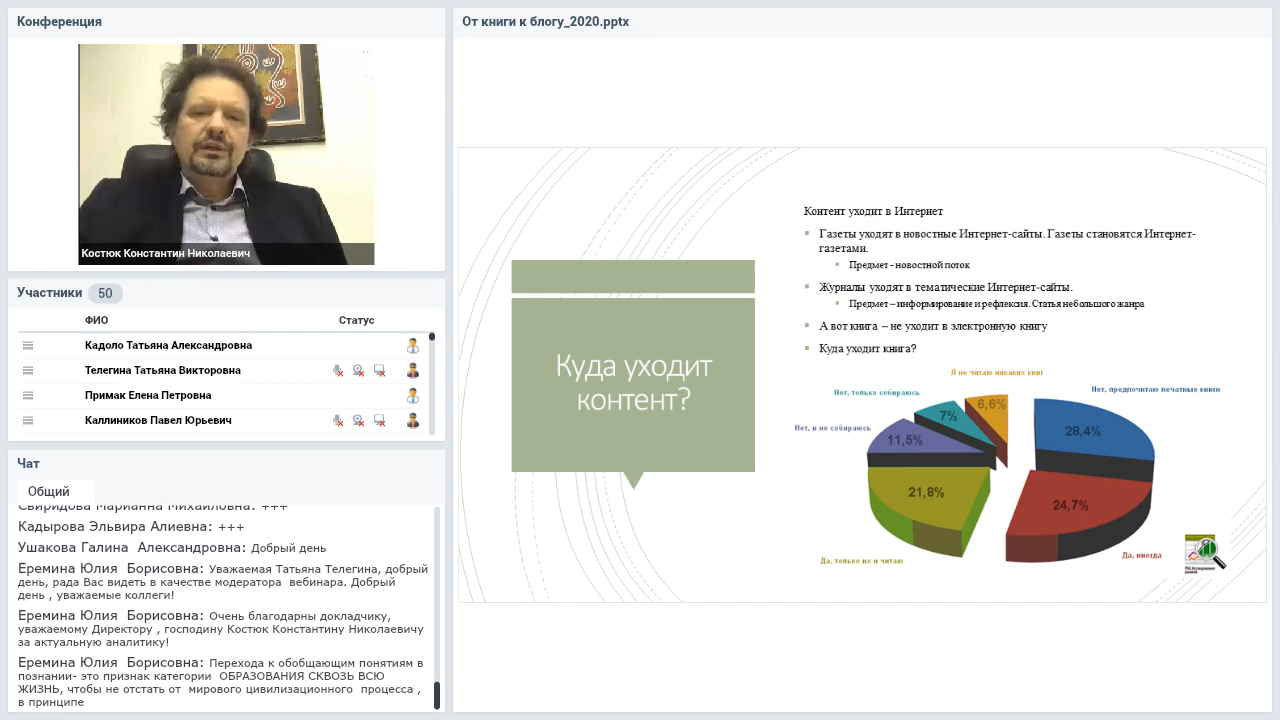 Конференция
Костюк Константин Николаевич
Участники 50
ФИО Статус
Кадоло Татьяна Александровна
Телегина Татьяна Викторовна
Примак Елена Петровна
Каллиников Павел Юрьевич
Чат
Общий
Свиридова Марианна Михайловна: +++
Кадырова Эльвира Алиевна: +++
Ушакова Галина Александровна: Добрый день
Еремина Юлия Борисовна: Уважаемая Татьяна Телегина, добрый
день, рада Вас видеть в качестве модератора вебинара. Добрый
день , уважаемые коллеги!
Еремина Юлия Борисовна: Очень благодарны докладчику,
уважаемому Директору , господину Костюк Константину Николаевичу
за актуальную аналитику!
Еремина Юлия Борисовна: Перехода к обобщающим понятиям в
познании- это признак категории ОБРАЗОВАНИЯ СКВОЗЬ ВСЮ
ЖИЗНЬ, чтобы не отстать от мирового цивилизационного процесса ,
в принципе
От книги к блогу_2020.pptx
Куда уходит
контент?
Контент уходит в Интернет
Газеты уходят в новостные Интернет-сайты. Газеты становятся Интернет-
газетами.
Предмет - новостной поток
Журналы уходят в тематические Интернет-сайты.
Предмет – информирование и рефлексия. Статья небольшого жанра
А вот книга – не уходит в электронную книгу
Куда уходит книга?
Я не читаю никаких книг
Нет, только собираюсь
Нет, предпочитаю печатные книги
Нет, и не собираюсь
6,6%
7%
28,4%
11,5%
21,8%
24,7%
Да, только их и читаю
Да, иногда